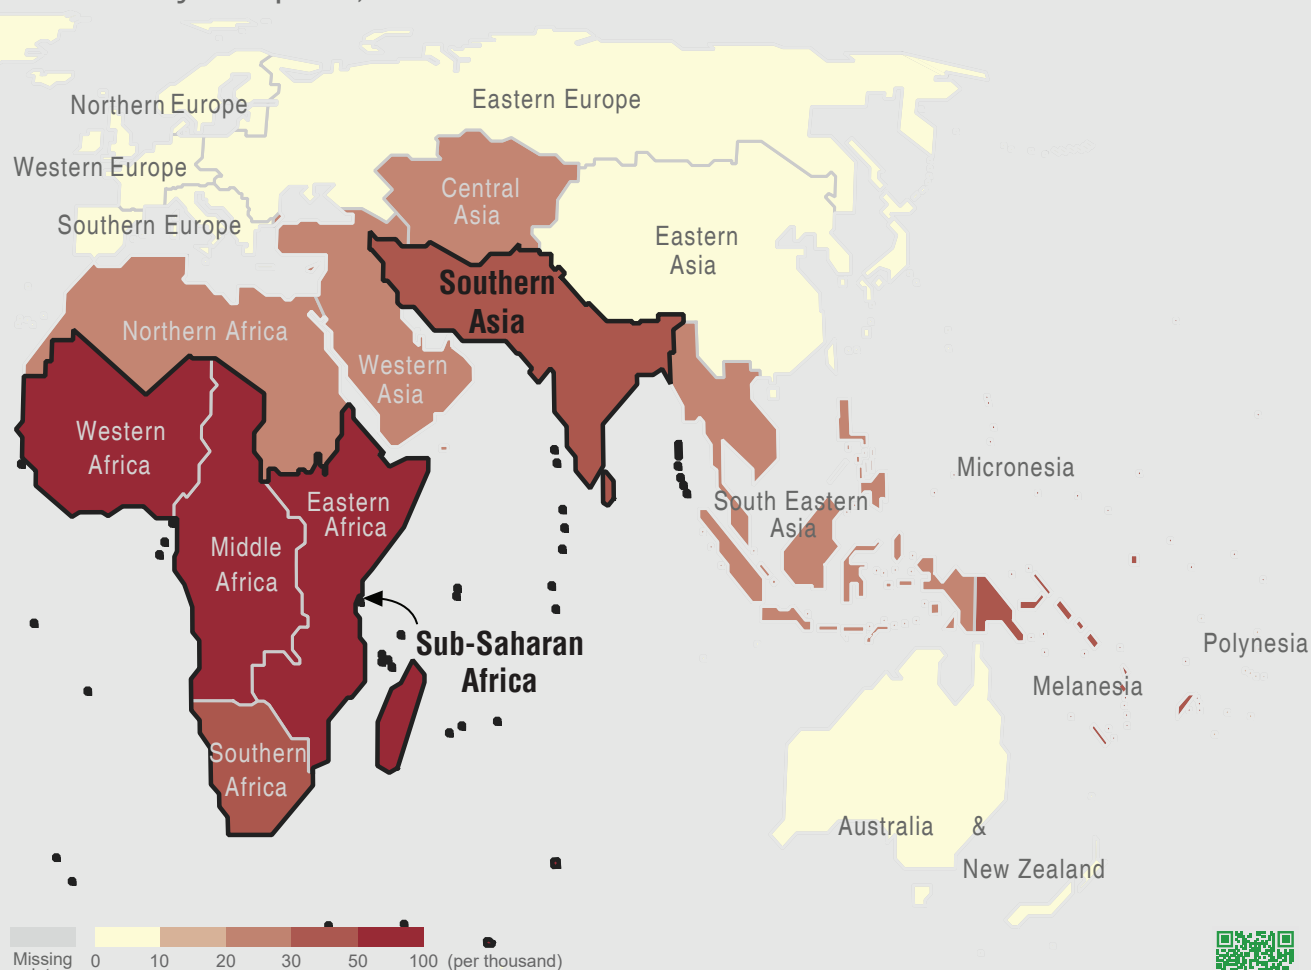 Northern Europe
Eastern Europe
Western Europe
Southern Europe
Central
Asia
Eastern
Asia
Southern
Asia
Northern Africa
Western
Asia
Western
Africa
Eastern
Africa
Middle
Africa
South Eastern
Asia
Micronesia
Sub-Saharan
Africa
Polynesia
Melanesia
Southern
Africa
Australia &
New Zealand
Missing
0 10 20 30 50 100 (per thousand)